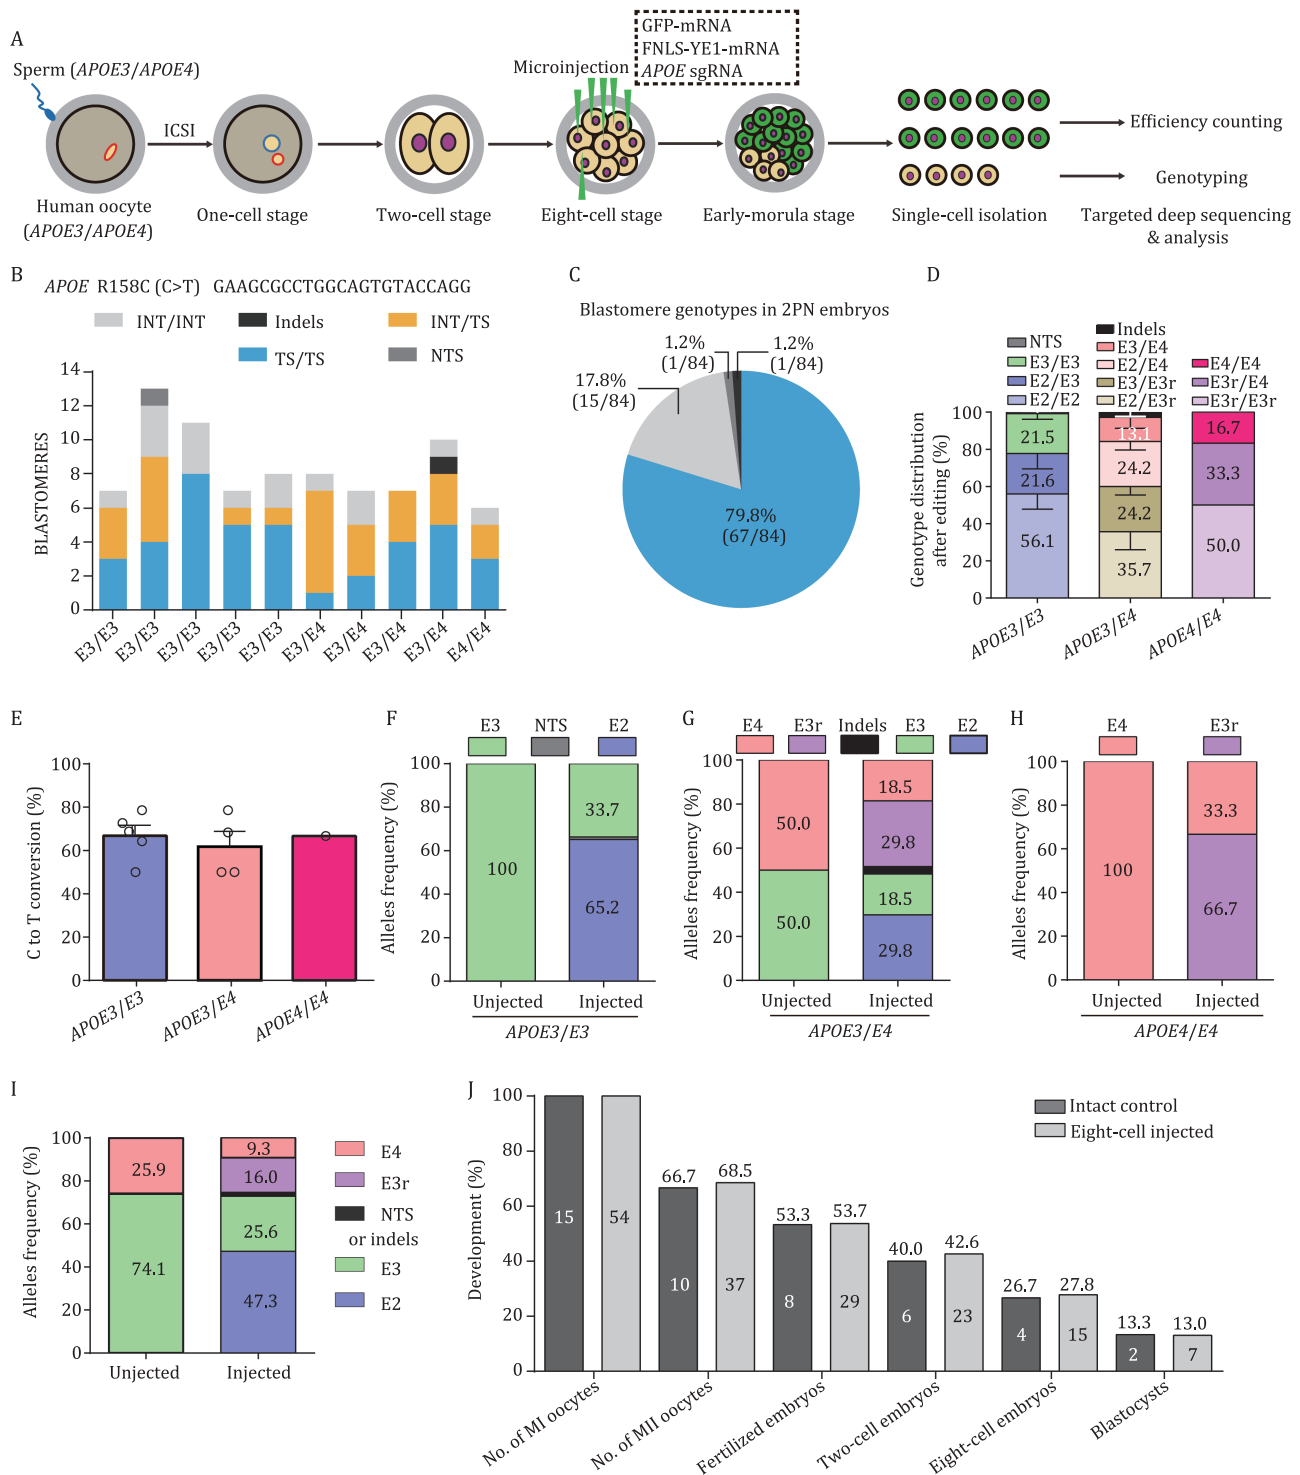 A
GFP-mRNA
FNLS-YE1-mRNA
APOE sgRNA
Sperm (APOE3/APOE4)
Microinjection
ICSI
Efficiency counting
Genotyping
Human oocyte
(APOE3/APOE4)
One-cell stage
Two-cell stage
Eight-cell stage
Early-morula stage
Single-cell isolation
Targeted deep sequencing
& analysis
B
APOE R158C (C>T) GAAGCGCCTGGCAGTGTACCAGG
INT/INT
Indels
INT/TS
TS/TS
NTS
BLASTOMERES
14
12
10
8
6
4
2
0
E3/E3
E3/E3
E3/E3
E3/E3
E3/E3
E3/E4
E3/E4
E3/E4
E3/E4
E4/E4
C
Blastomere genotypes in 2PN embryos
1.2%
(1/84)
1.2%
(1/84)
17.8%
(15/84)
79.8%
(67/84)
D
NTS
E3/E3
E2/E3
E2/E2
Indels
E3/E4
E2/E4
E3/E3r
E2/E3r
E4/E4
E3r/E4
E3r/E3r
Genotype distribution
after editing (%)
100
80
60
40
20
0
21.5
21.6
56.1
13.1
24.2
24.2
35.7
16.7
33.3
50.0
APOE3/E3
APOE3/E4
APOE4/E4
E
C to T conversion (%)
100
80
60
40
20
0
APOE3/E3
APOE3/E4
APOE4/E4
F
E3
NTS
E2
Alleles frequency (%)
100
80
60
40
20
0
100
33.7
65.2
Unjected
Injected
APOE3/E3
G
E4
E3r
Indels
E3
E2
Alleles frequency (%)
100
80
60
40
20
0
50.0
50.0
18.5
29.8
18.5
29.8
Unjected
Injected
APOE3/E4
H
E4
E3r
Alleles frequency (%)
100
80
60
40
20
0
100
33.3
66.7
Unjected
Injected
APOE4/E4
I
Alleles frequency (%)
100
80
60
40
20
0
25.9
74.1
9.3
16.0
25.6
47.3
Unjected
Injected
E4
E3r
NTS
or indels
E3
E2
J
Development (%)
100
80
60
40
20
0
Intact control
Eight-cell injected
15
54
66.7
68.5
10
37
53.3
53.7
8
29
40.0
42.6
6
23
26.7
27.8
4
15
13.3
13.0
2
7
No. of MI oocytes
No. of MII oocytes
Fertilized embryos
Two-cell embryos
Eight-cell embryos
Blastocysts